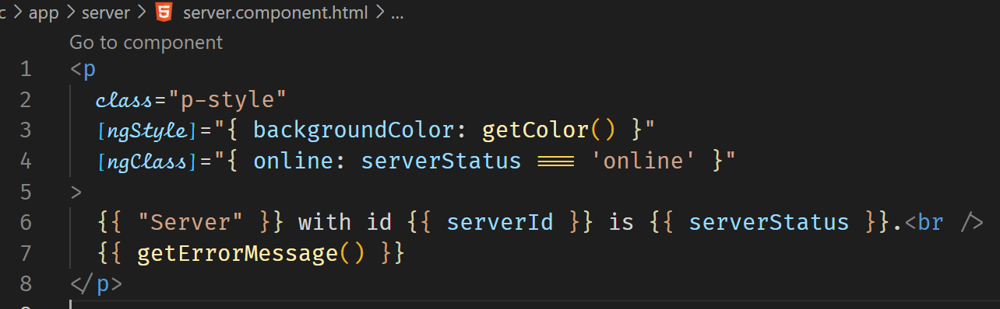 c > app > server > server.component.html > ...
Go to component
1 <p
2 class="p-style"
3 [ngStyle]="{ backgroundColor: getColor() }"
4 [ngClass]="{ online: serverStatus === 'online' }"
5 >
6 {{ "Server" }} with id {{ serverId }} is {{ serverStatus }}.<br />
7 {{ getErrorMessage() }}
8 </p>